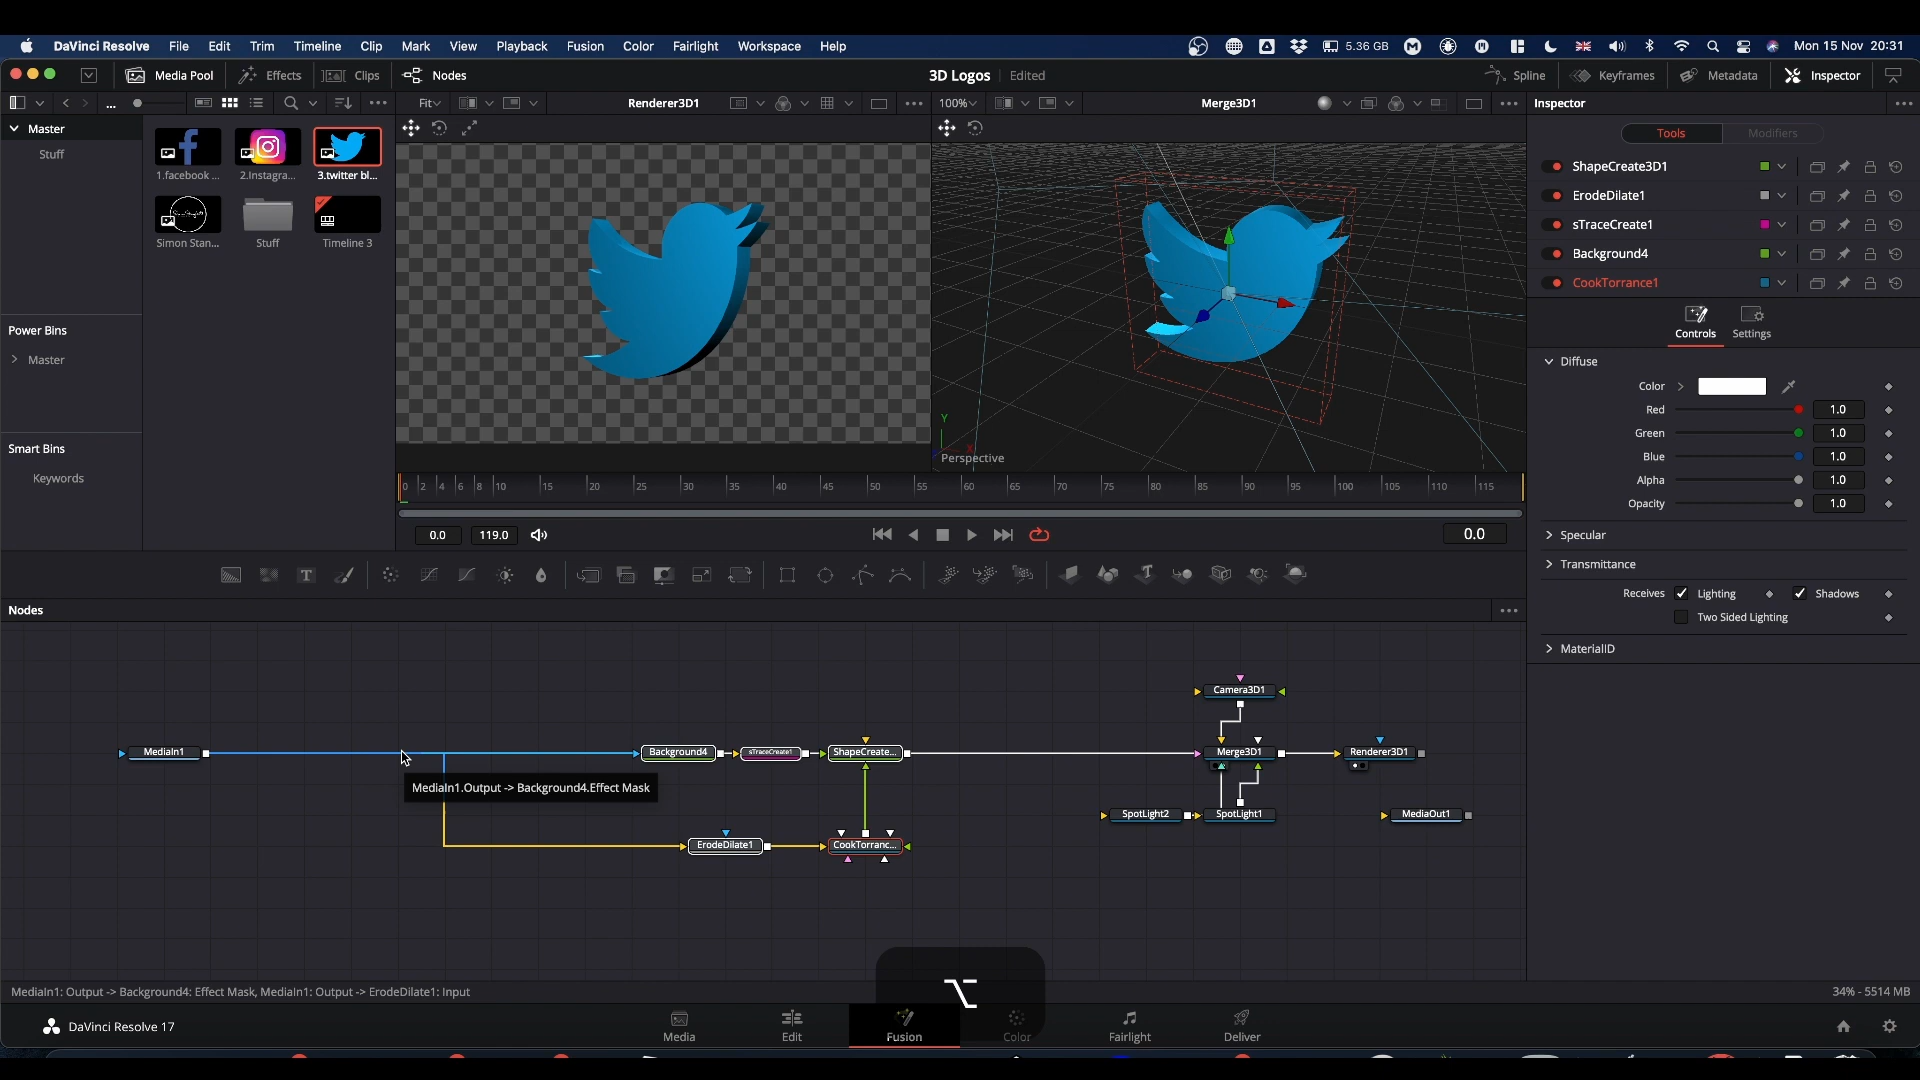 DaVinci Resolve File Edit Trim Timeline Clip Mark View Playback Fusion Color Fairlight Workspace Help 5.36 GB Mon 15 Nov 20:31
Media Pool Effects Clips Nodes 3D Logos Edited Spline Keyframes Metadata Inspector
... Fit Renderer3D1 100% Merge3D1 Inspector
Master
Stuff
1.facebook ... 2.Instagra... 3.twitter bl...
Simon Stan... Stuff Timeline 3
Power Bins
Master
Smart Bins
Keywords
Y
X
Perspective
0 2 4 6 8 10 15 20 25 30 35 40 45 50 55 60 65 70 75 80 85 90 95 100 105 110 115
0.0 119.0 0.0
Tools Modifiers
ShapeCreate3D1
ErodeDilate1
sTraceCreate1
Background4
CookTorrance1
Controls Settings
Diffuse
Color
Red 1.0
Green 1.0
Blue 1.0
Alpha 1.0
Opacity 1.0
Specular
Transmittance
Receives Lighting Shadows
Two Sided Lighting
MaterialID
Nodes
Camera3D1
MediaIn1 Background4 sTraceCreate1 ShapeCreate... Merge3D1 Renderer3D1
MediaIn1.Output -> Background4.Effect Mask
SpotLight2 SpotLight1 MediaOut1
ErodeDilate1 CookTorranc...
MediaIn1: Output -> Background4: Effect Mask, MediaIn1: Output -> ErodeDilate1: Input 34% - 5514 MB
DaVinci Resolve 17 Media Edit Fusion Color Fairlight Deliver